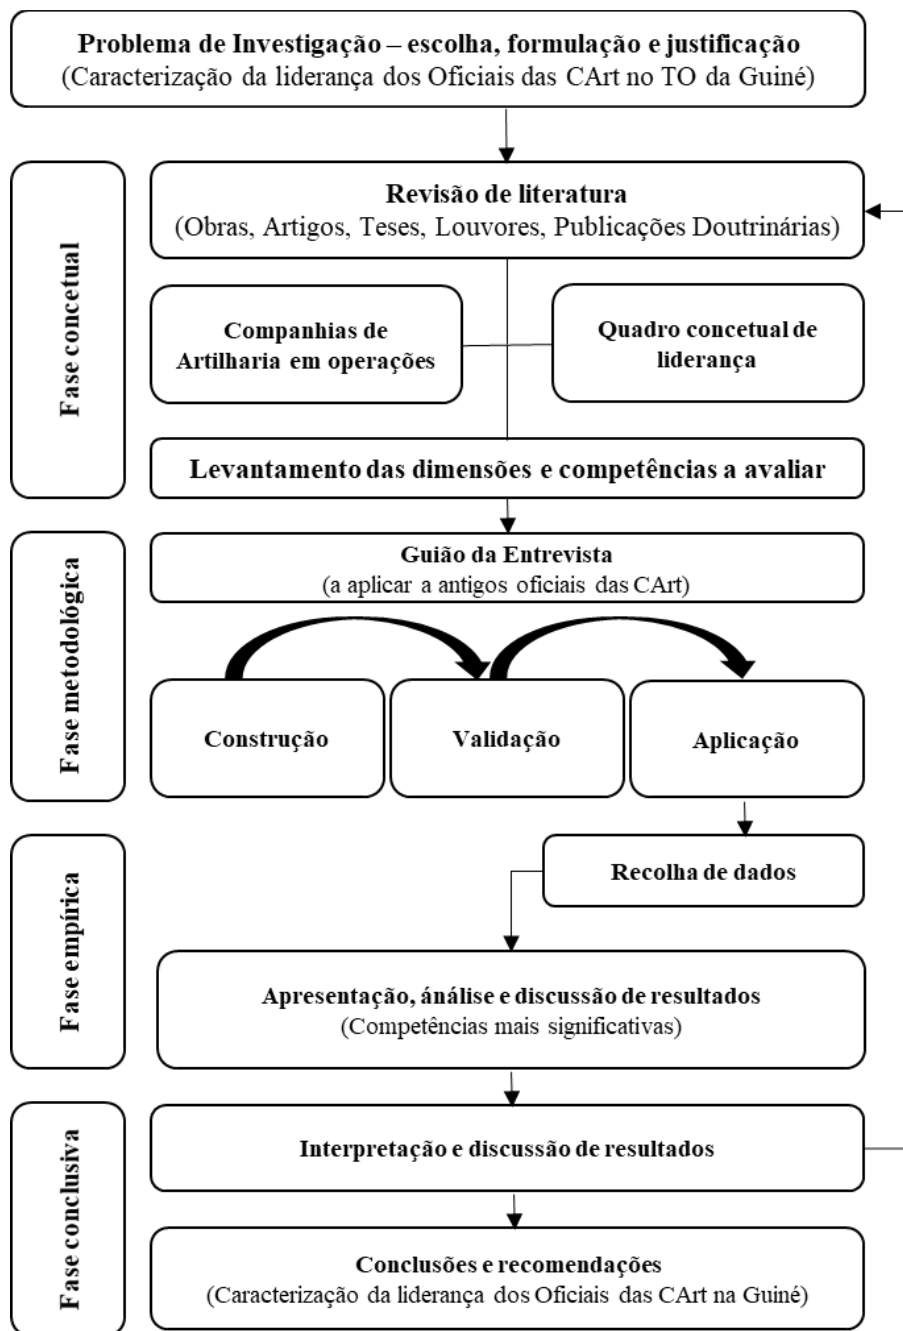 Problema de Investigação – escolha, formulação e justificação
(Caracterização da liderança dos Oficiais das CArt no TO da Guiné)
Fase concetual
Revisão de literatura
(Obras, Artigos, Teses, Louvores, Publicações Doutrinárias)
Companhias de
Artilharia em operações
Quadro concetual de
liderança
Levantamento das dimensões e competências a avaliar
Fase metodológica
Guião da Entrevista
(a aplicar a antigos oficiais das CArt)
Construção
Validação
Aplicação
Fase empírica
Recolha de dados
Apresentação, ánálise e discussão de resultados
(Competências mais significativas)
Fase conclusiva
Interpretação e discussão de resultados
Conclusões e recomendações
(Caracterização da liderança dos Oficiais das CArt na Guiné)